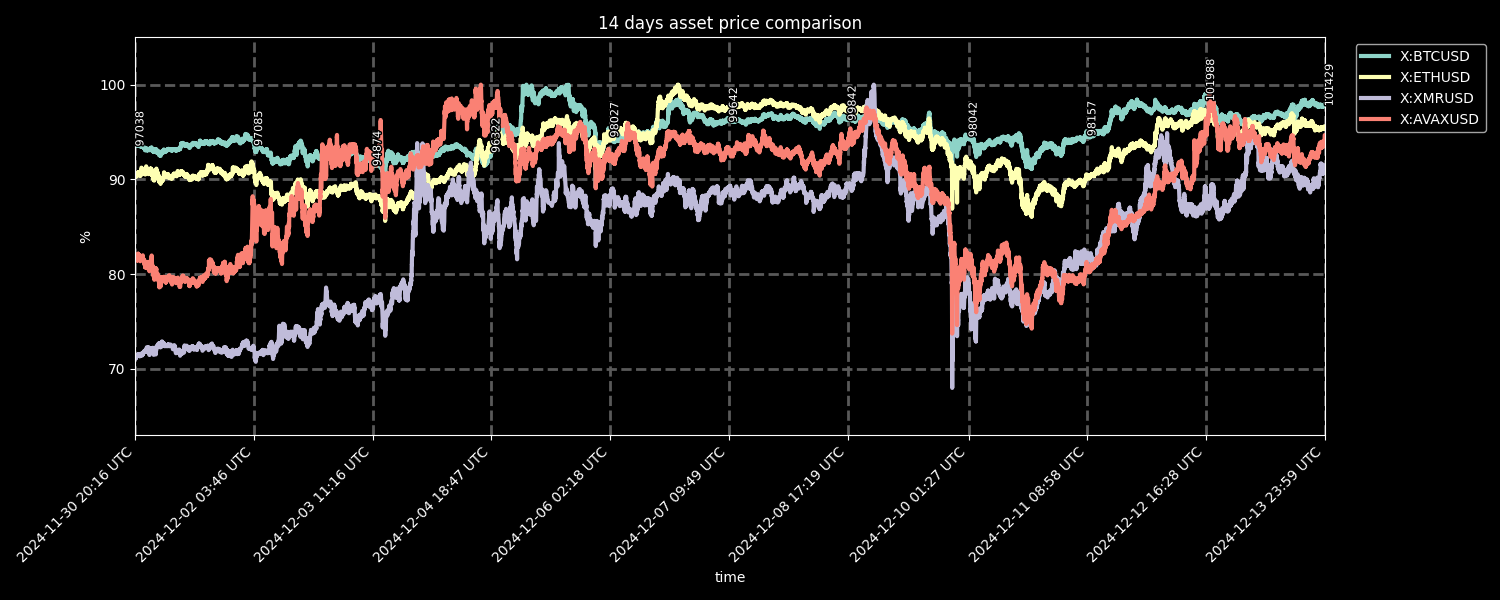 14 days asset price comparison
X:BTCUSD
X:ETHUSD
X:XMRUSD
X:AVAXUSD
100
90
80
70
%
97038
97085
94874
96322
98027
99642
99842
98042
98157
101988
101429
2024-11-30 20:16 UTC
2024-12-02 03:46 UTC
2024-12-03 11:16 UTC
2024-12-04 18:47 UTC
2024-12-06 02:18 UTC
2024-12-07 09:49 UTC
2024-12-08 17:19 UTC
2024-12-10 01:27 UTC
2024-12-11 08:58 UTC
2024-12-12 16:28 UTC
2024-12-13 23:59 UTC
time